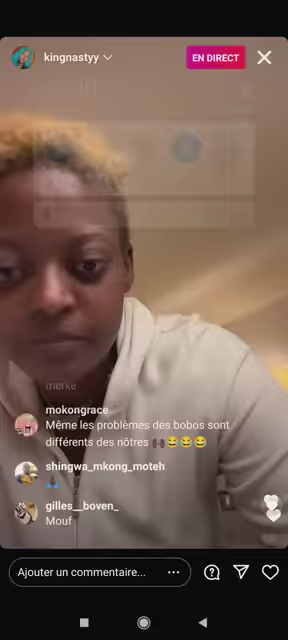 kingnastyy
EN DIRECT
merke
mokongrace
Même les problèmes des bobos sont
différents des nôtres 🙌🏿😂😂😂
shingwa_mkong_moteh
🙏🏿
gilles__boven_
Mouf
Ajouter un commentaire...